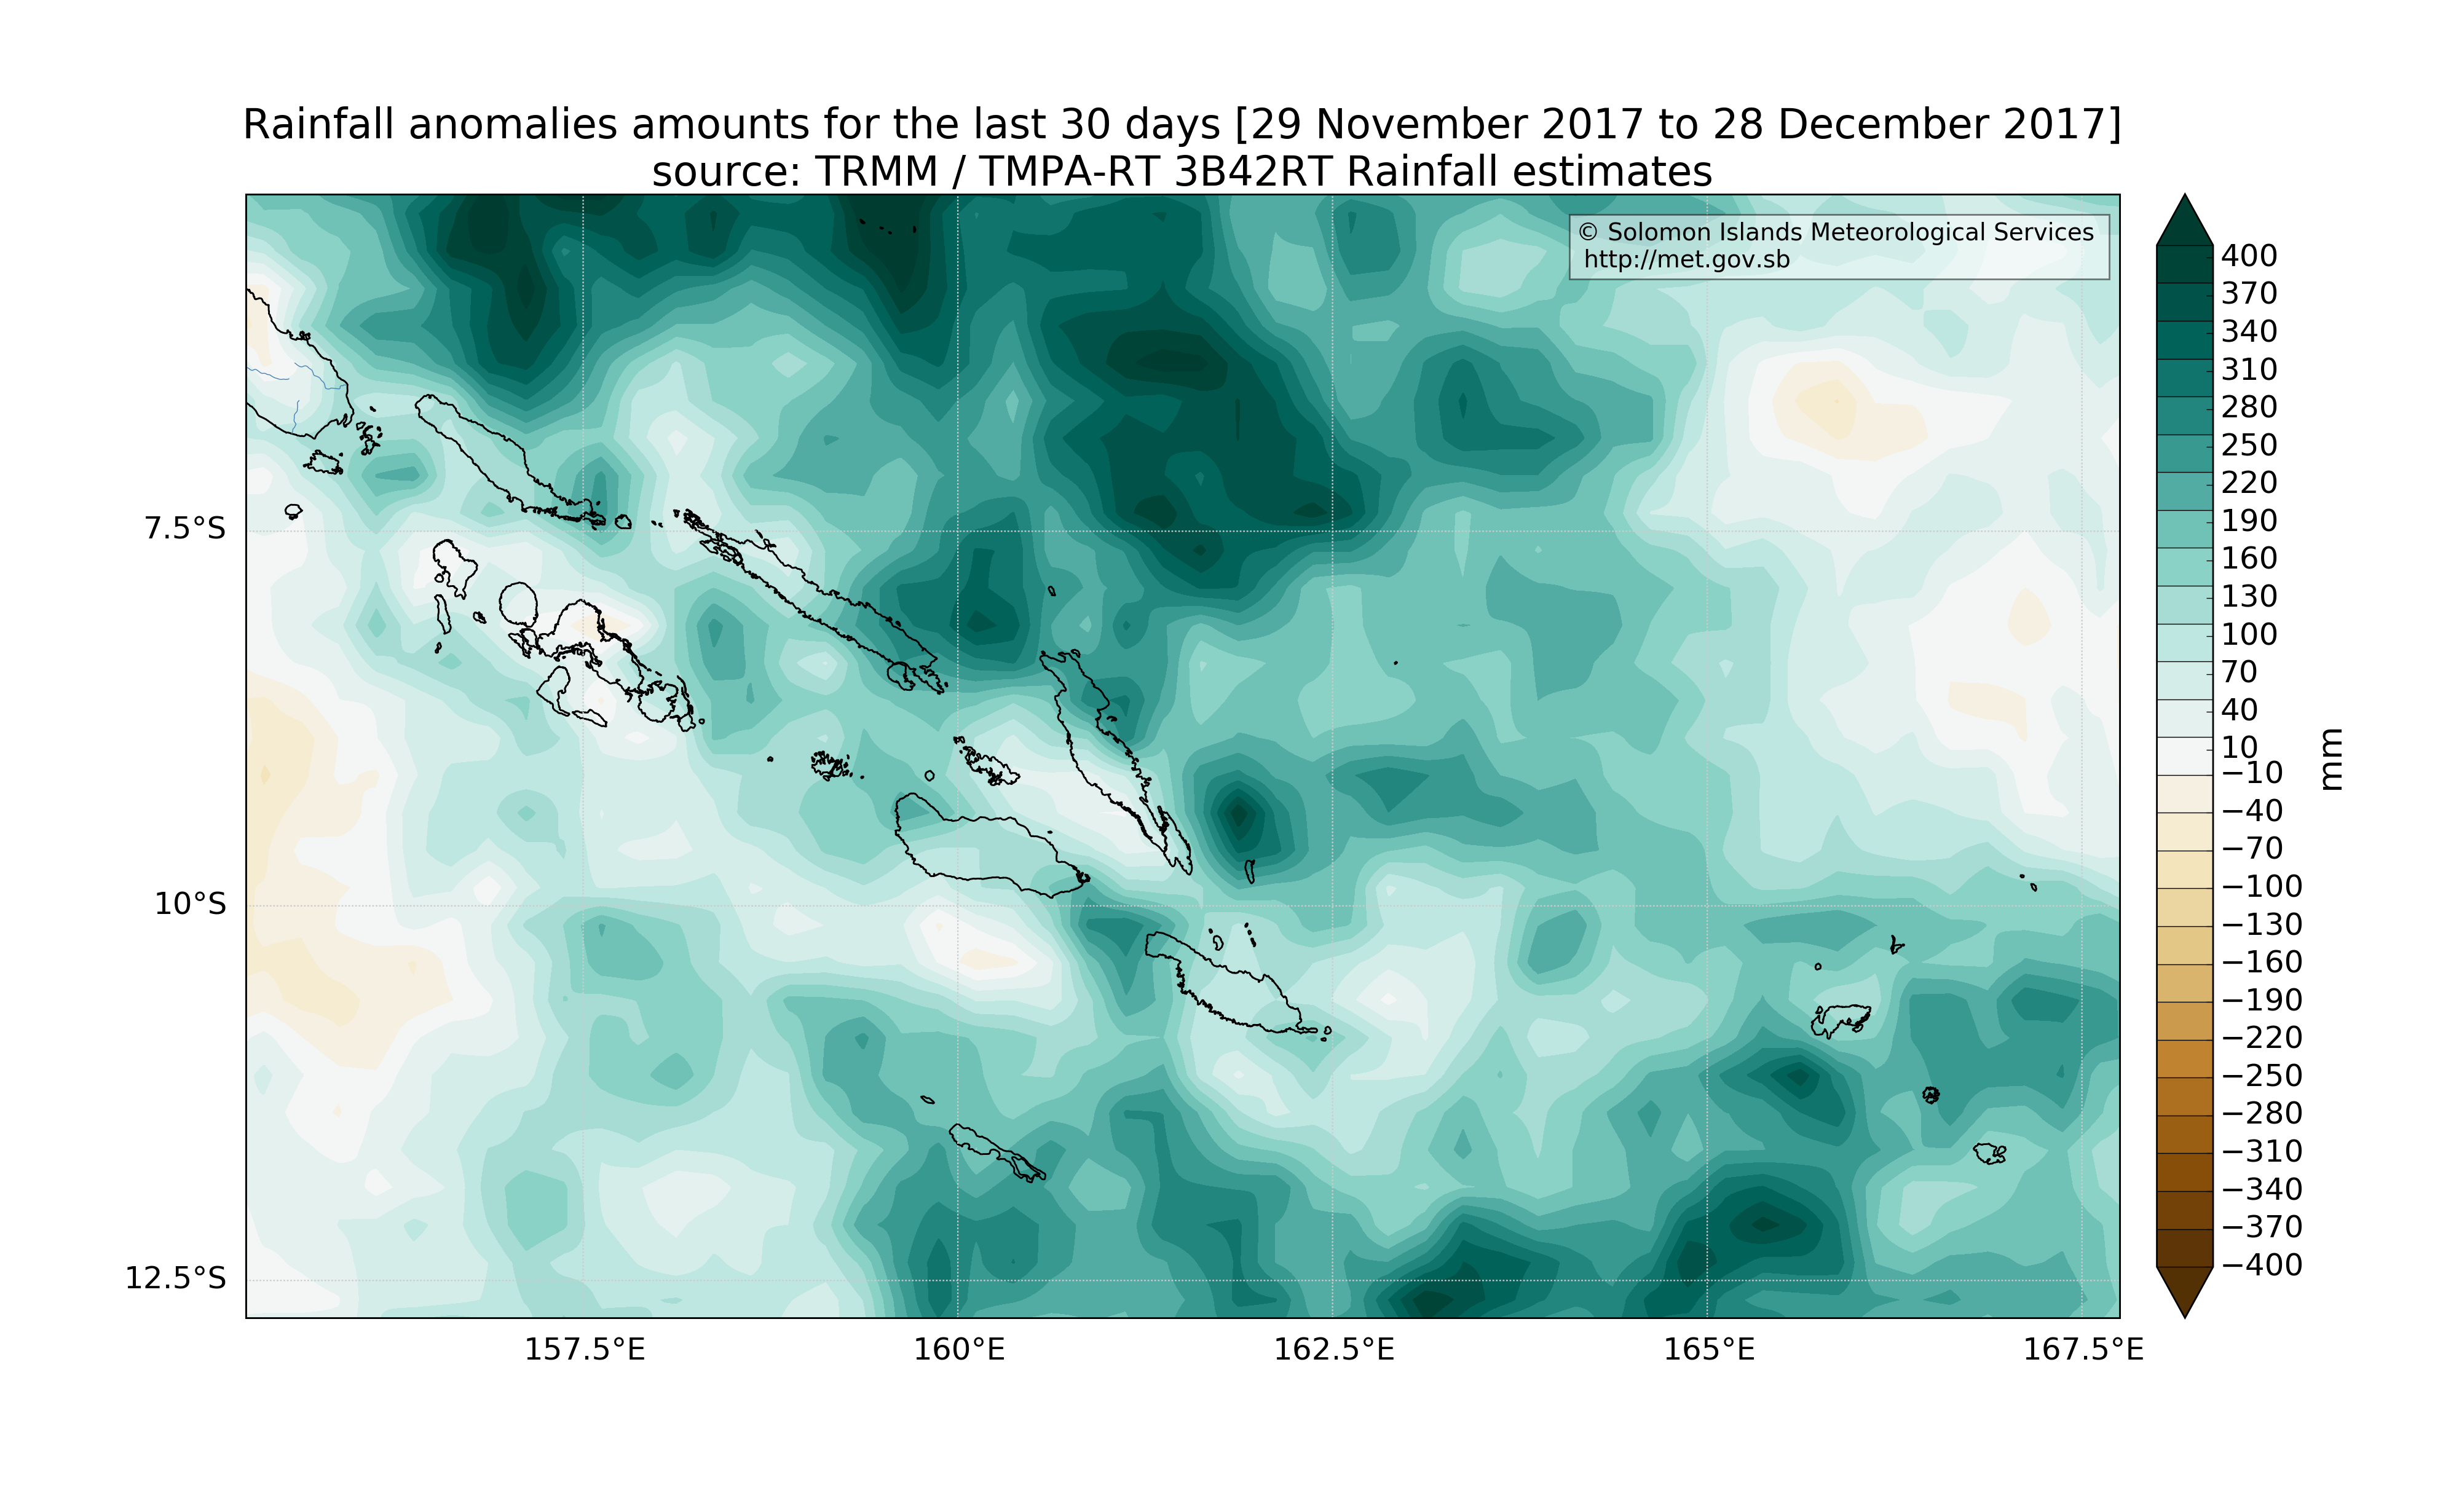 Rainfall anomalies amounts for the last 30 days [29 November 2017 to 28 December 2017]
source: TRMM / TMPA-RT 3B42RT Rainfall estimates
© Solomon Islands Meteorological Services
http://met.gov.sb
7.5°S
10°S
12.5°S
157.5°E
160°E
162.5°E
165°E
167.5°E
400
370
340
310
280
250
220
190
160
130
100
70
40
10
−10
−40
−70
−100
−130
−160
−190
−220
−250
−280
−310
−340
−370
−400
mm